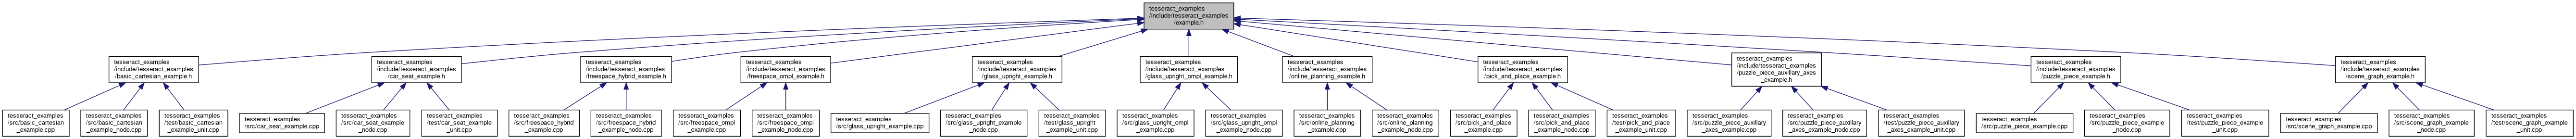 tesseract_examples
/include/tesseract_examples
/example.h
tesseract_examples
/include/tesseract_examples
/basic_cartesian_example.h
tesseract_examples
/include/tesseract_examples
/car_seat_example.h
tesseract_examples
/include/tesseract_examples
/freespace_hybrid_example.h
tesseract_examples
/include/tesseract_examples
/freespace_ompl_example.h
tesseract_examples
/include/tesseract_examples
/glass_upright_example.h
tesseract_examples
/include/tesseract_examples
/glass_upright_ompl_example.h
tesseract_examples
/include/tesseract_examples
/online_planning_example.h
tesseract_examples
/include/tesseract_examples
/pick_and_place_example.h
tesseract_examples
/include/tesseract_examples
/puzzle_piece_auxillary_axes
_example.h
tesseract_examples
/include/tesseract_examples
/puzzle_piece_example.h
tesseract_examples
/include/tesseract_examples
/scene_graph_example.h
tesseract_examples
/src/basic_cartesian
_example.cpp
tesseract_examples
/src/basic_cartesian
_example_node.cpp
tesseract_examples
/test/basic_cartesian
_example_unit.cpp
tesseract_examples
/src/car_seat_example.cpp
tesseract_examples
/src/car_seat_example
_node.cpp
tesseract_examples
/test/car_seat_example
_unit.cpp
tesseract_examples
/src/freespace_hybrid
_example.cpp
tesseract_examples
/src/freespace_hybrid
_example_node.cpp
tesseract_examples
/src/freespace_ompl
_example.cpp
tesseract_examples
/src/freespace_ompl
_example_node.cpp
tesseract_examples
/src/glass_upright_example.cpp
tesseract_examples
/src/glass_upright_example
_node.cpp
tesseract_examples
/test/glass_upright
_example_unit.cpp
tesseract_examples
/src/glass_upright_ompl
_example.cpp
tesseract_examples
/src/glass_upright_ompl
_example_node.cpp
tesseract_examples
/src/online_planning
_example.cpp
tesseract_examples
/src/online_planning
_example_node.cpp
tesseract_examples
/src/pick_and_place
_example.cpp
tesseract_examples
/src/pick_and_place
_example_node.cpp
tesseract_examples
/test/pick_and_place
_example_unit.cpp
tesseract_examples
/src/puzzle_piece_auxillary
_axes_example.cpp
tesseract_examples
/src/puzzle_piece_auxillary
_axes_example_node.cpp
tesseract_examples
/test/puzzle_piece_auxillary
_axes_example_unit.cpp
tesseract_examples
/src/puzzle_piece_example.cpp
tesseract_examples
/src/puzzle_piece_example
_node.cpp
tesseract_examples
/test/puzzle_piece_example
_unit.cpp
tesseract_examples
/src/scene_graph_example.cpp
tesseract_examples
/src/scene_graph_example
_node.cpp
tesseract_examples
/test/scene_graph_example
_unit.cpp